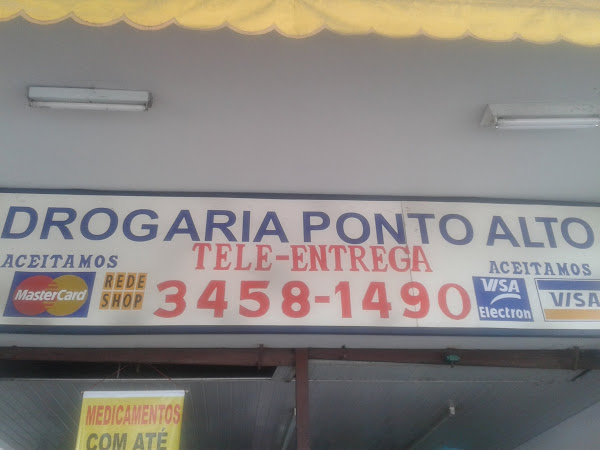 DROGARIA PONTO ALTO
TELE-ENTREGA
ACEITAMOS
MasterCard
REDE
SHOP
3458-1490
ACEITAMOS
VISA
Electron
VISA
MEDICAMENTOS
COM ATÉ